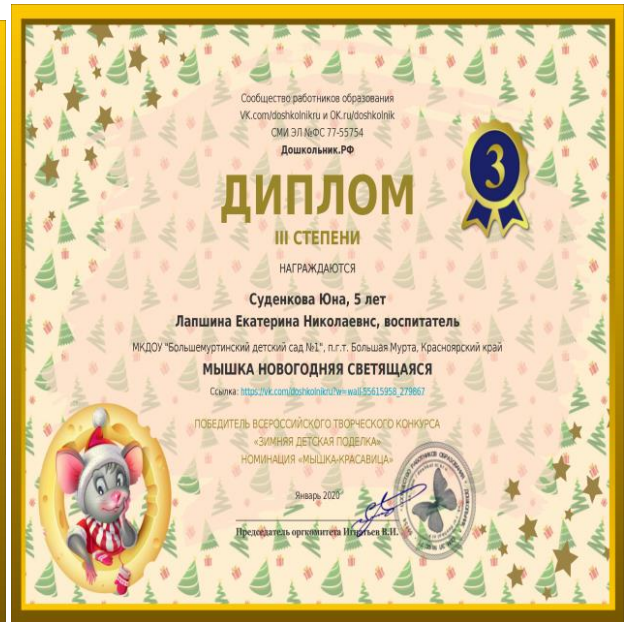 Сообщество работников образования
VK.com/doshkolnikru и OK.ru/doshkolnik
СМИ ЭЛ №ФС 77-55754
Дошкольник.РФ
3
ДИПЛОМ
III СТЕПЕНИ
НАГРАЖДАЮТСЯ
Суденкова Юна, 5 лет
Лапшина Екатерина Николаевнс, воспитатель
МКДОУ "Большемуртинский детский сад №1", п.г.т. Большая Мурта, Красноярский край
МЫШКА НОВОГОДНЯЯ СВЕТЯЩАЯСЯ
Ссылка: https://vk.com/doshkolnikru?w=wall-35615958_279867
ПОБЕДИТЕЛЬ ВСЕРОССИЙСКОГО ТВОРЧЕСКОГО КОНКУРСА
«ЗИМНЯЯ ДЕТСКАЯ ПОДЕЛКА»
НОМИНАЦИЯ «МЫШКА-КРАСАВИЦА»
Январь 2020
Председатель оргкомитета Игнатьев В.П.